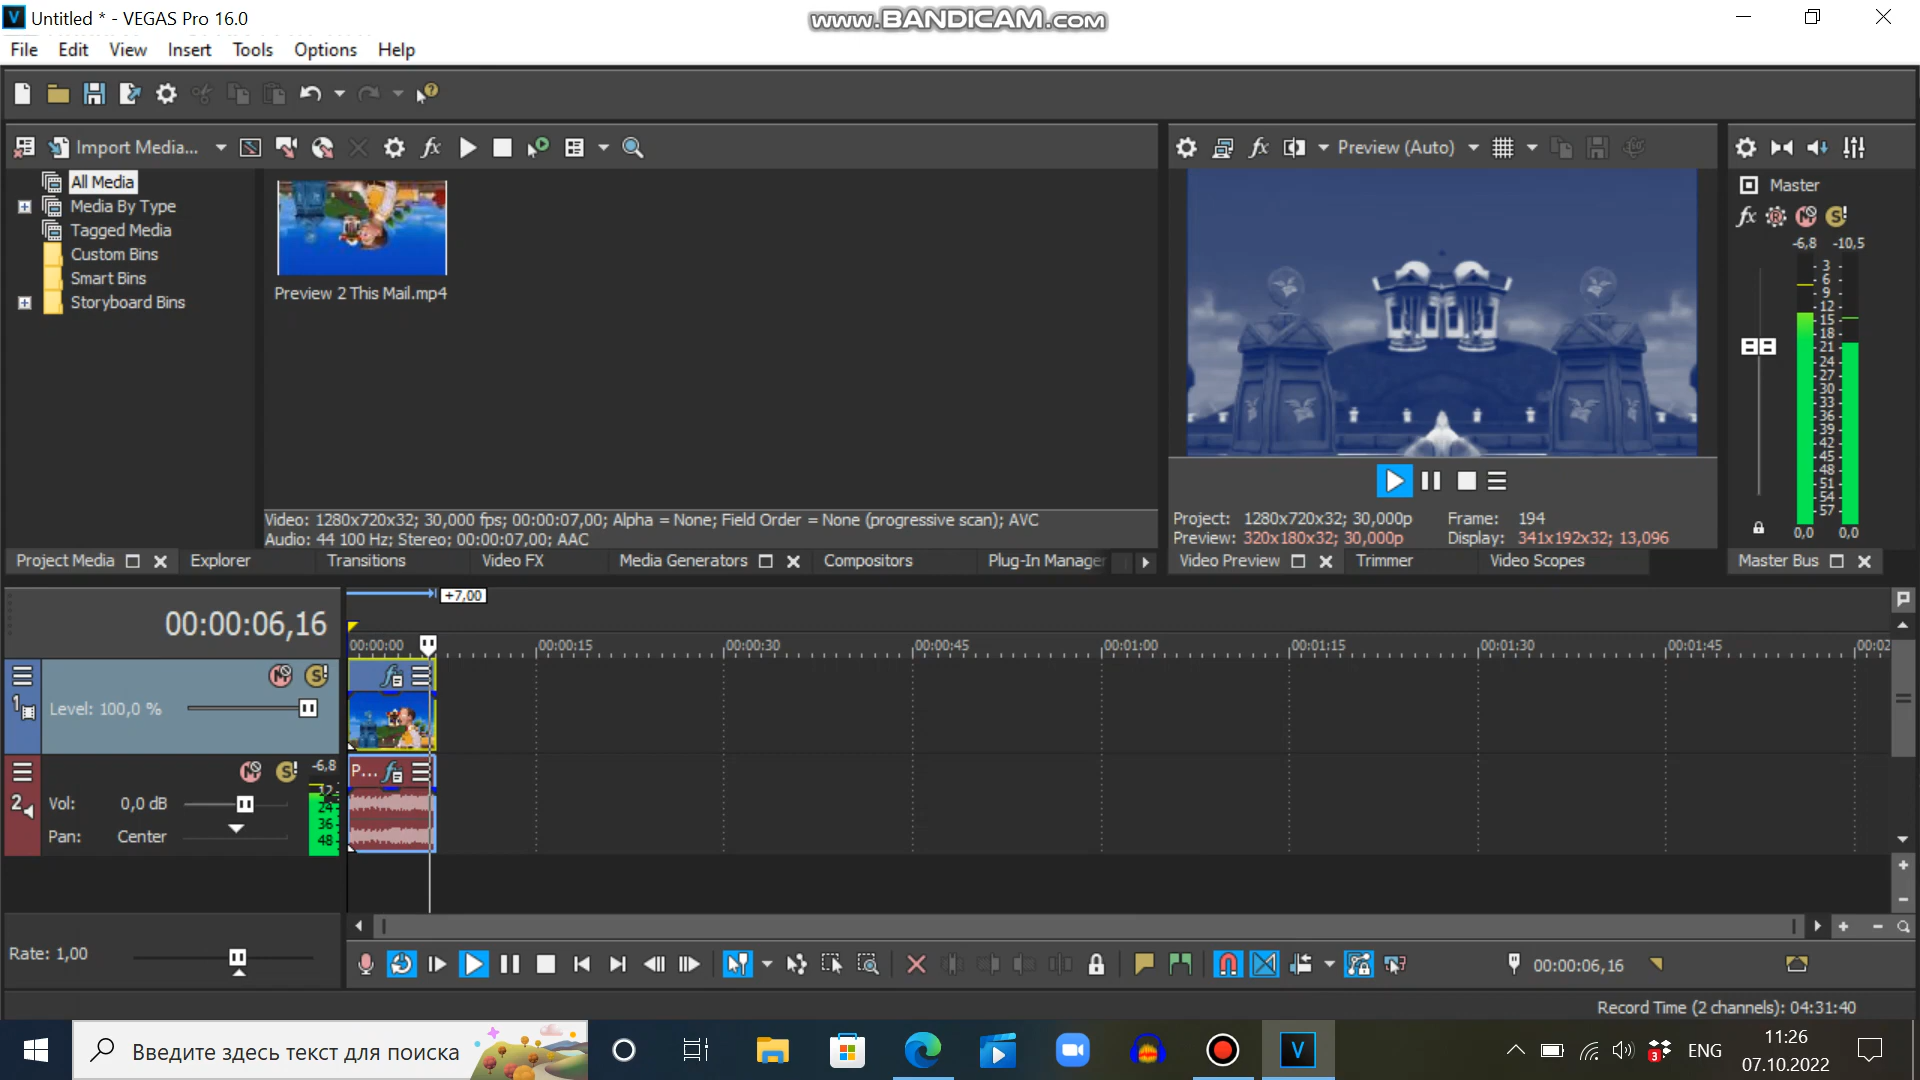 Untitled * - VEGAS Pro 16.0
www.BANDICAM.com
File Edit View Insert Tools Options Help
Import Media...
Preview (Auto)
All Media
Media By Type
Tagged Media
Custom Bins
Smart Bins
Storyboard Bins
Preview 2 This Mail.mp4
Video: 1280x720x32; 30,000 fps; 00:00:07,00; Alpha = None; Field Order = None (progressive scan); AVC
Audio: 44 100 Hz; Stereo; 00:00:07,00; AAC
Project Media Explorer Transitions Video FX Media Generators Compositors Plug-In Manager
Project: 1280x720x32; 30,000p Frame: 194
Preview: 320x180x32; 30,000p Display: 341x192x32; 13,096
Video Preview Trimmer Video Scopes
Master
fx
-6,8 -10,5
3
6
9
12
15
18
21
24
27
30
33
36
39
42
45
48
51
54
57
0,0 0,0
Master Bus
00:00:06,16
+7,00
00:00:00 00:00:15 00:00:30 00:00:45 00:01:00 00:01:15 00:01:30 00:01:45 00:02
1
Level: 100,0 %
2
-6,8
12
24
36
48
Vol: 0,0 dB
Pan: Center
P...
Rate: 1,00
00:00:06,16
Record Time (2 channels): 04:31:40
Введите здесь текст для поиска
V
3
ENG
11:26
07.10.2022